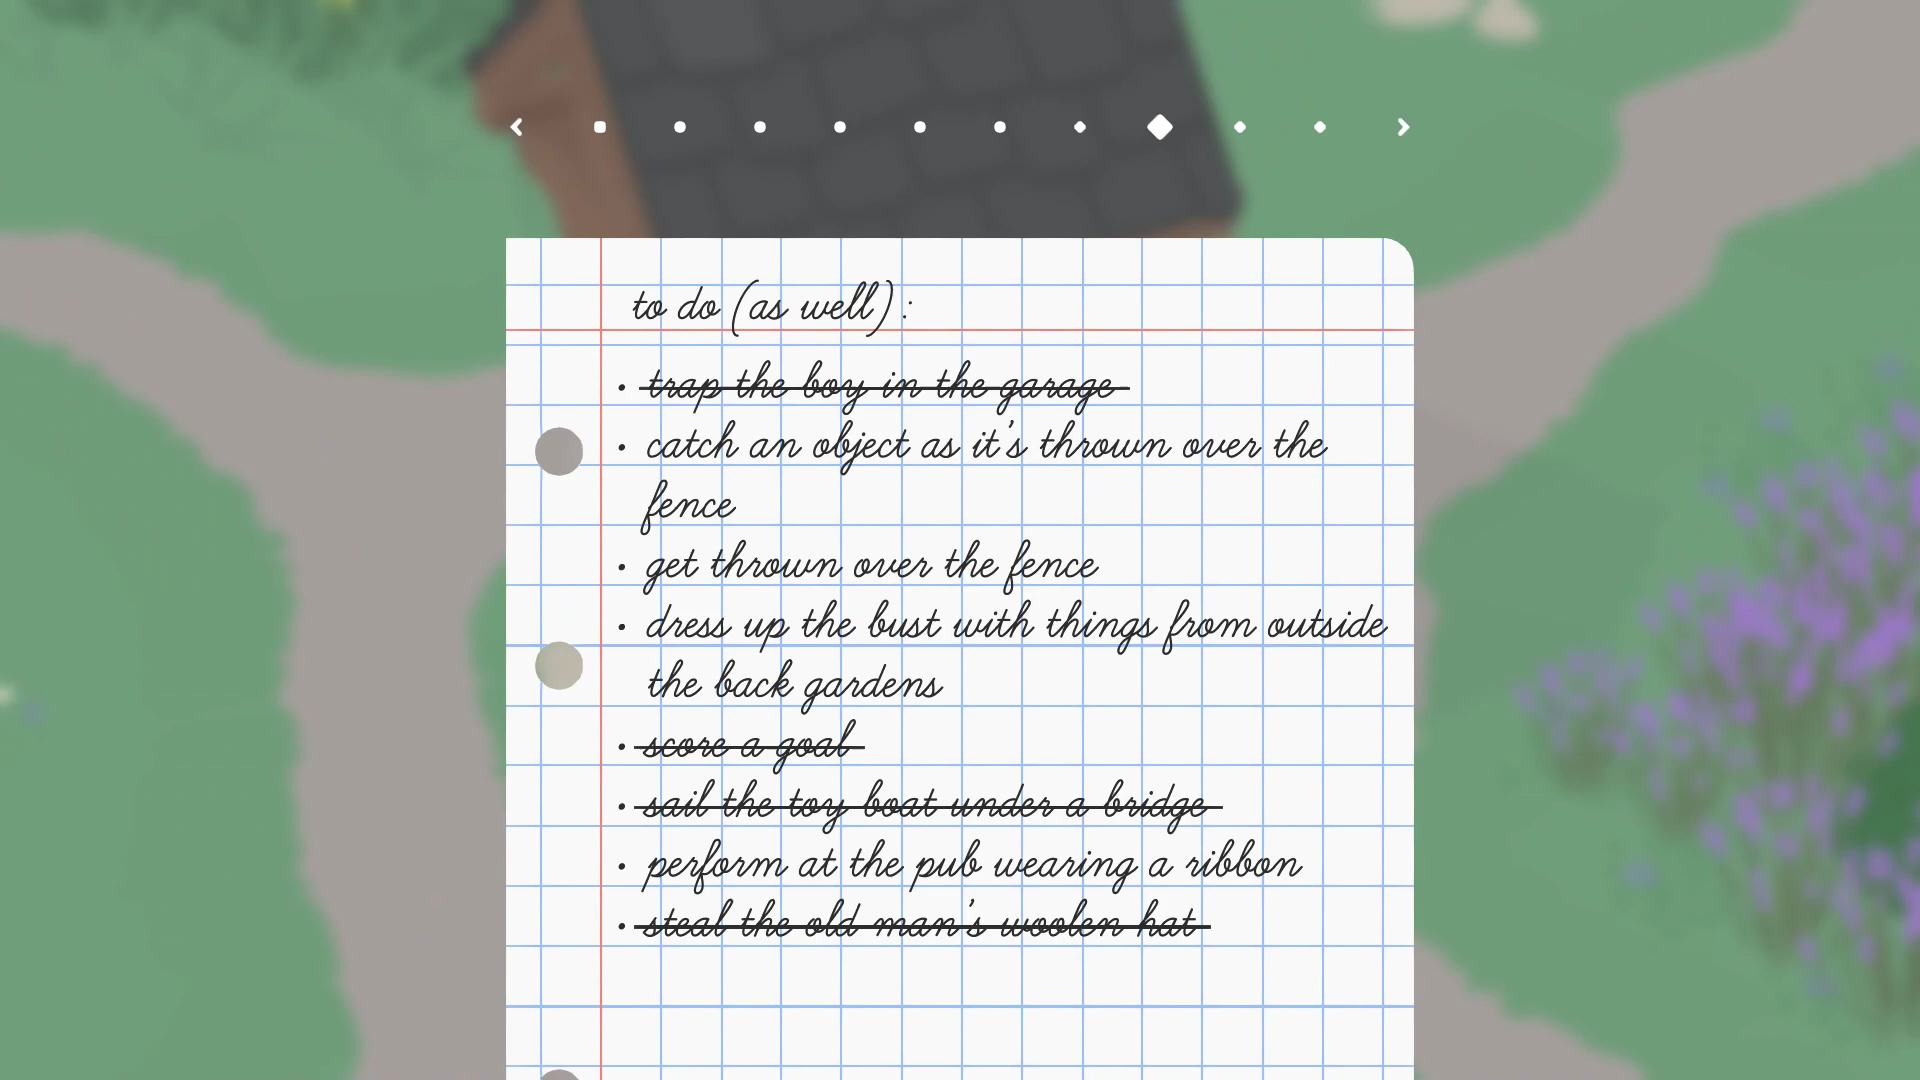 to do (as well):
• trap the boy in the garage
• catch an object as it's thrown over the
fence
• get thrown over the fence
• dress up the bust with things from outside
the back gardens
• score a goal
• sail the toy boat under a bridge
• perform at the pub wearing a ribbon
• steal the old man's woolen hat